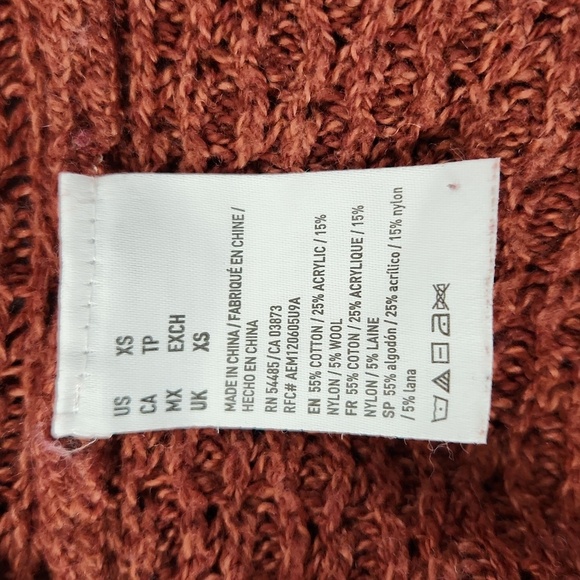 US XS
CA TP
MX EXCH
UK XS
MADE IN CHINA / FABRIQUÉ EN CHINE /
HECHO EN CHINA
RN 54485 / CA 03873
RFC# AEM120605U9A
EN 55% COTTON / 25% ACRYLIC / 15%
NYLON / 5% WOOL
FR 55% COTON / 25% ACRYLIQUE / 15%
NYLON / 5% LAINE
SP 55% algodón / 25% acrílico / 15% nylon
/ 5% lana